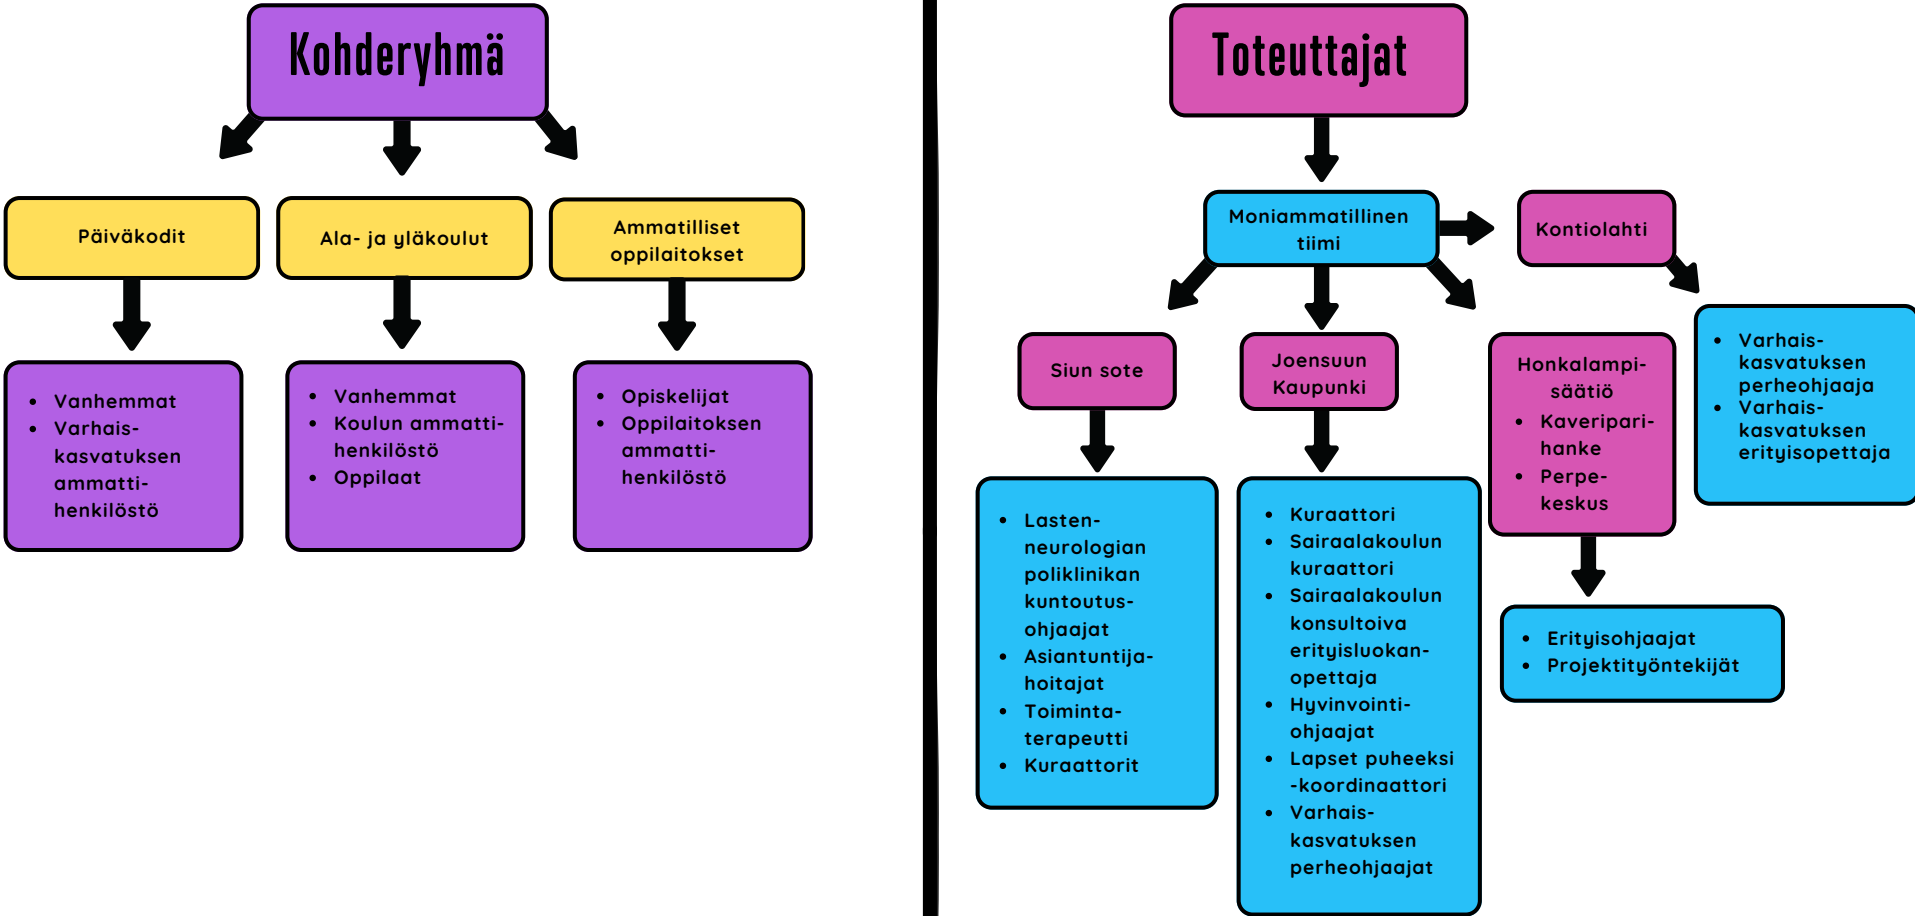 Kohderyhmä
Päiväkodit
Ala- ja yläkoulut
Ammatilliset
oppilaitokset
• Vanhemmat
• Varhais-
kasvatuksen
ammatti-
henkilöstö
• Vanhemmat
• Koulun ammatti-
henkilöstö
• Oppilaat
• Opiskelijat
• Oppilaitoksen
ammatti-
henkilöstö
Toteuttajat
Moniammatillinen
tiimi
Kontiolahti
• Varhais-
kasvatuksen
perheohjaaja
• Varhais-
kasvatuksen
erityisopettaja
Siun sote
Joensuun
Kaupunki
Honkalampi-
säätiö
• Kaveripari-
hanke
• Perpe-
keskus
• Lasten-
neurologian
poliklinikan
kuntoutus-
ohjaajat
• Asiantuntija-
hoitajat
• Toiminta-
terapeutti
• Kuraattorit
• Kuraattori
• Sairaalakoulun
kuraattori
• Sairaalakoulun
konsultoiva
erityisluokan-
opettaja
• Hyvinvointi-
ohjaajat
• Lapset puheeksi
-koordinaattori
• Varhais-
kasvatuksen
perheohjaajat
• Erityisohjaajat
• Projektityöntekijät